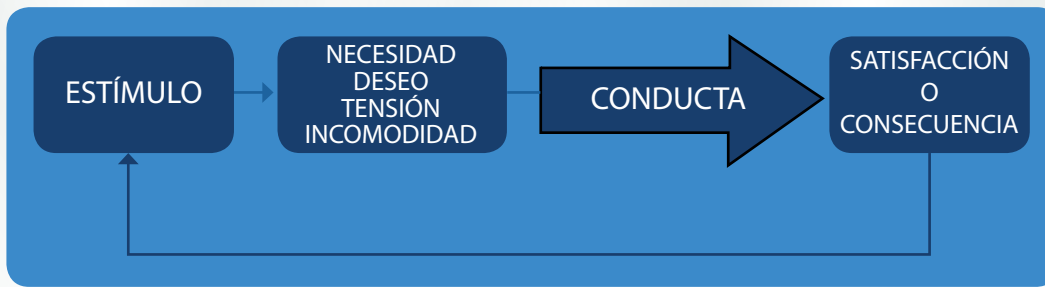 ESTÍMULO
NECESIDAD
DESEO
TENSIÓN
INCOMODIDAD
CONDUCTA
SATISFACCIÓN
O
CONSECUENCIA